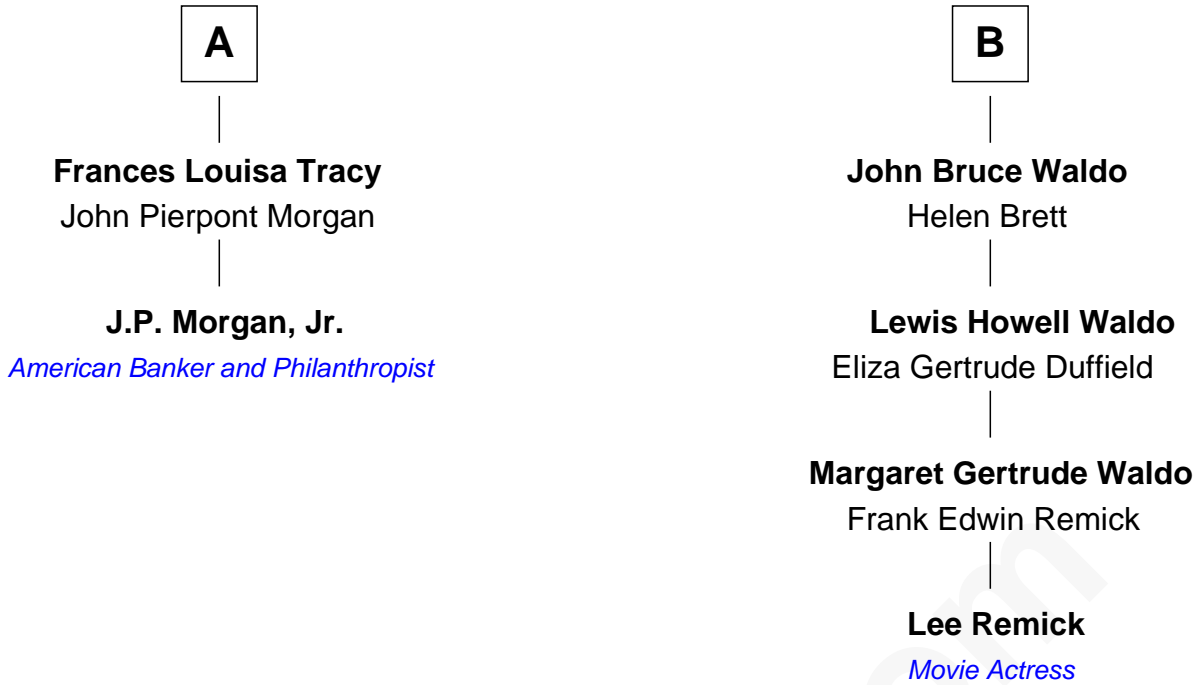 A
Frances Louisa Tracy
John Pierpont Morgan
J.P. Morgan, Jr.
American Banker and Philanthropist
B
John Bruce Waldo
Helen Brett
Lewis Howell Waldo
Eliza Gertrude Duffield
Margaret Gertrude Waldo
Frank Edwin Remick
Lee Remick
Movie Actress